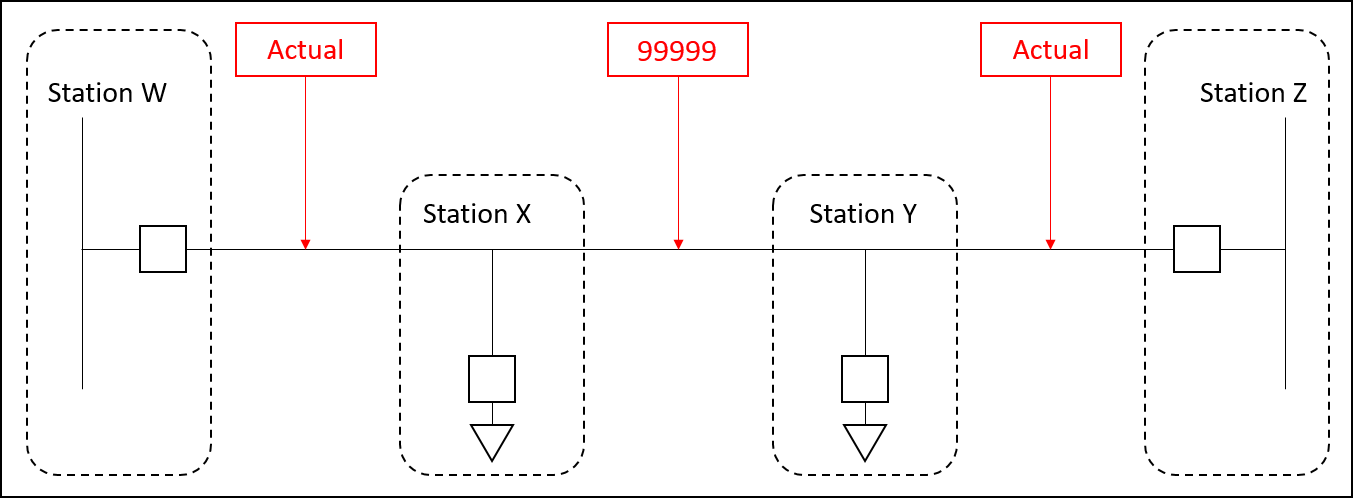 Actual
99999
Actual
Station W
Station Z
Station X
Station Y